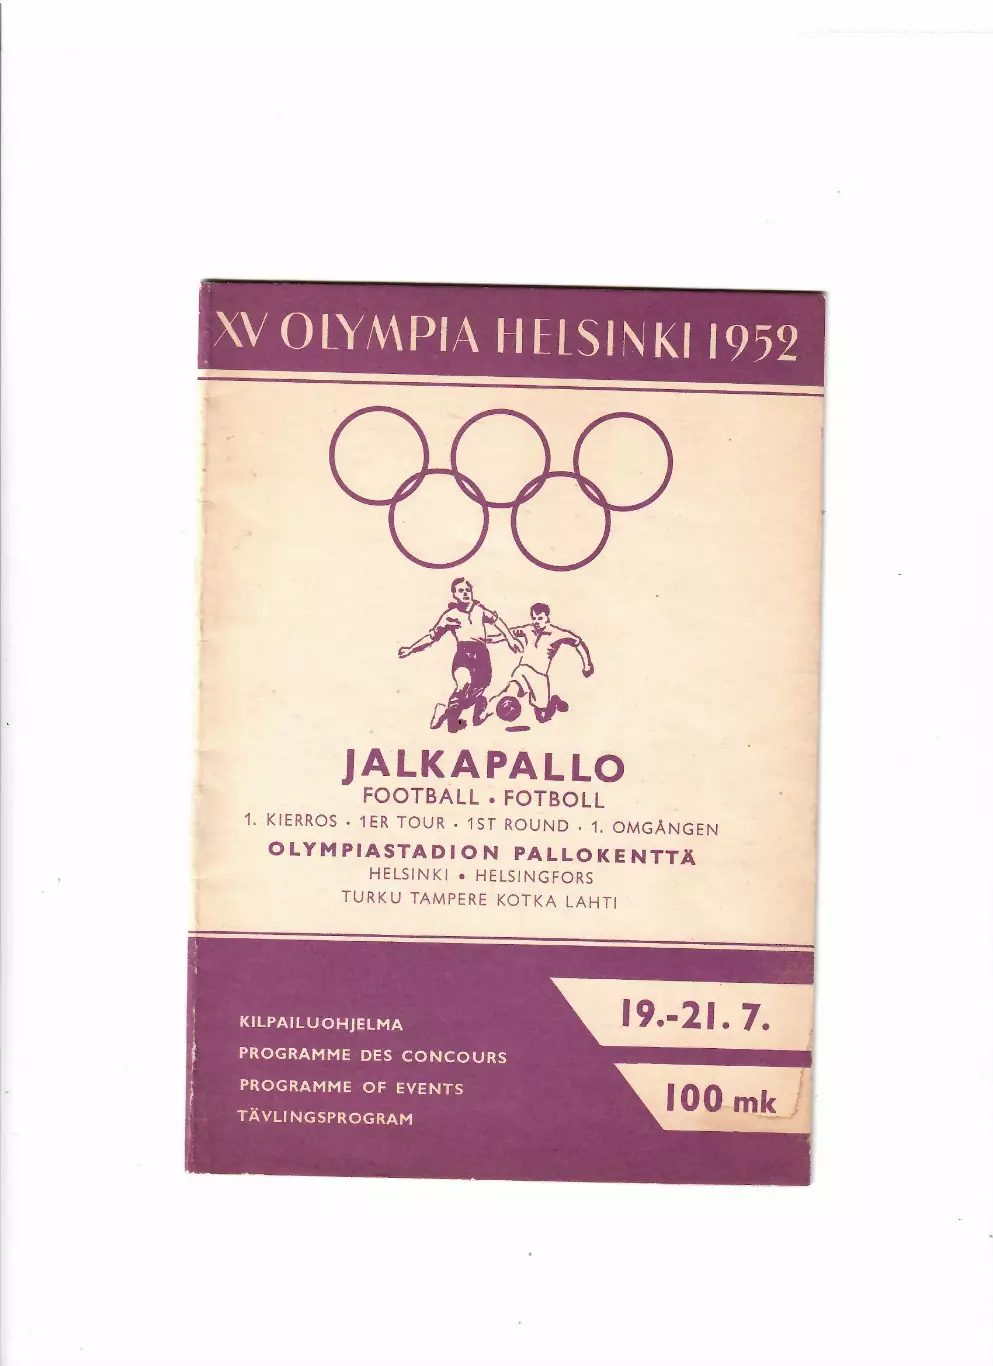 XV OLYMPIA HELSINKI 1952
JALKAPALLO
FOOTBALL • FOTBOLL
1. KIERROS · 1ER TOUR · 1ST ROUND · 1. OMGÅNGEN
OLYMPIASTADION PALLOKENTTÄ
HELSINKI • HELSINGFORS
TURKU TAMPERE KOTKA LAHTI
19.-21. 7.
KILPAILUOHJELMA
PROGRAMME DES CONCOURS
PROGRAMME OF EVENTS
TÄVLINGSPROGRAM
100 mk